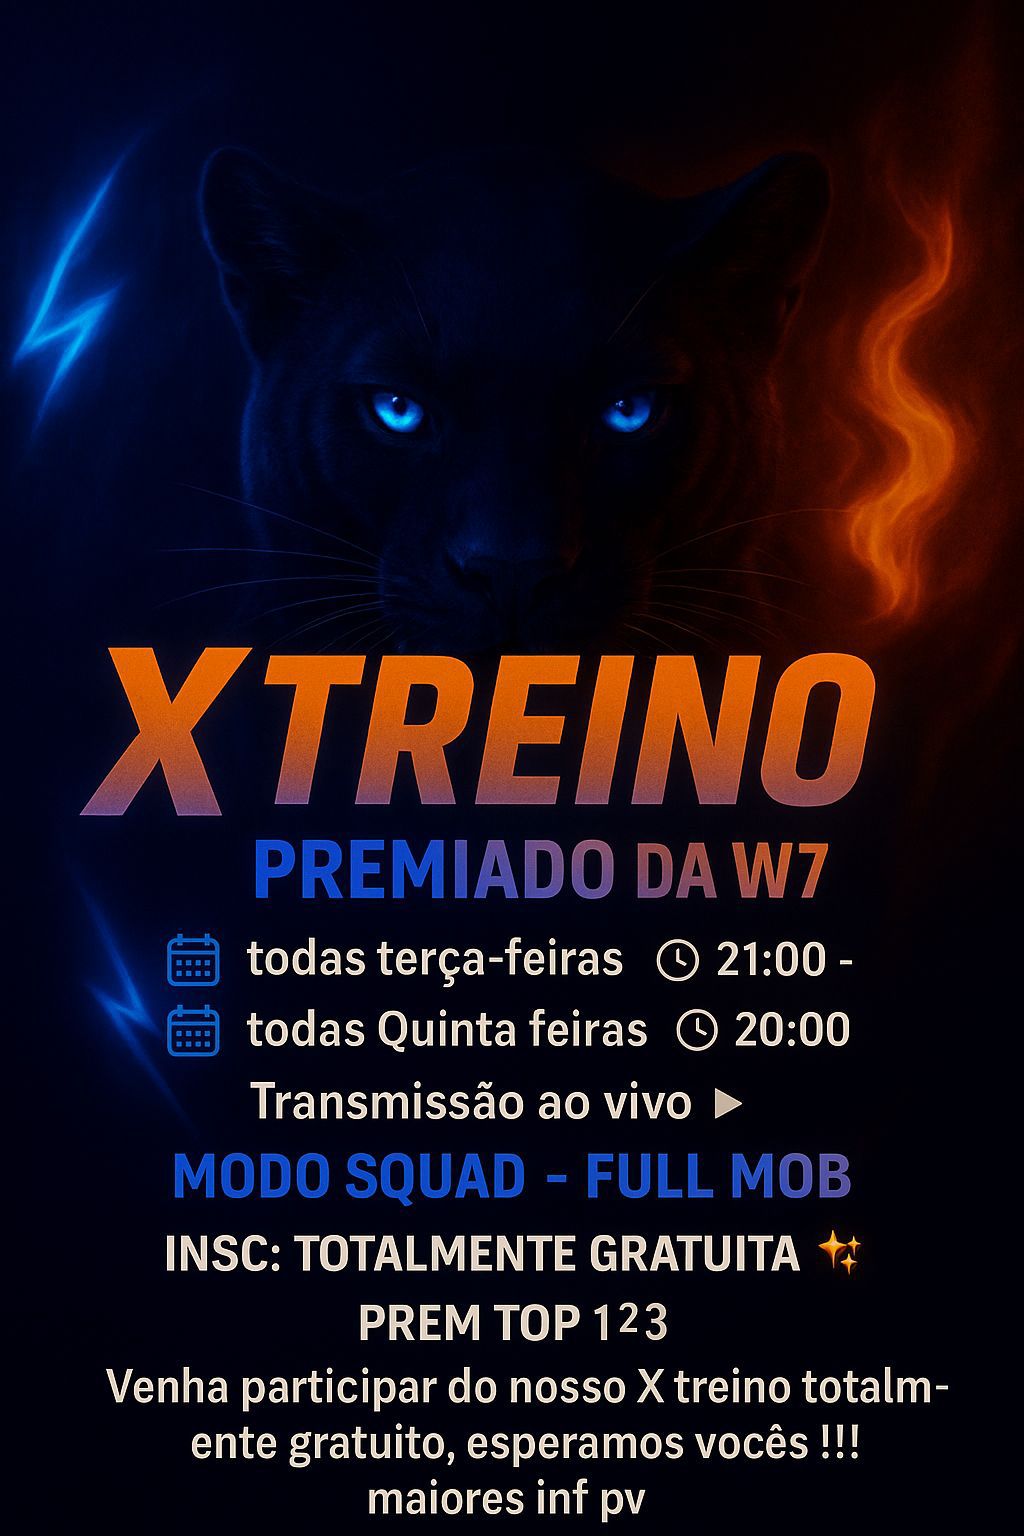 X TREINO
PREMIADO DA W7
todas terça-feiras 21:00 -
todas Quinta feiras 20:00
Transmissão ao vivo
MODO SQUAD - FULL MOB
INSC: TOTALMENTE GRATUITA ✨
PREM TOP 123
Venha participar do nosso X treino totalm-
ente gratuito, esperamos vocês !!!
maiores inf pv